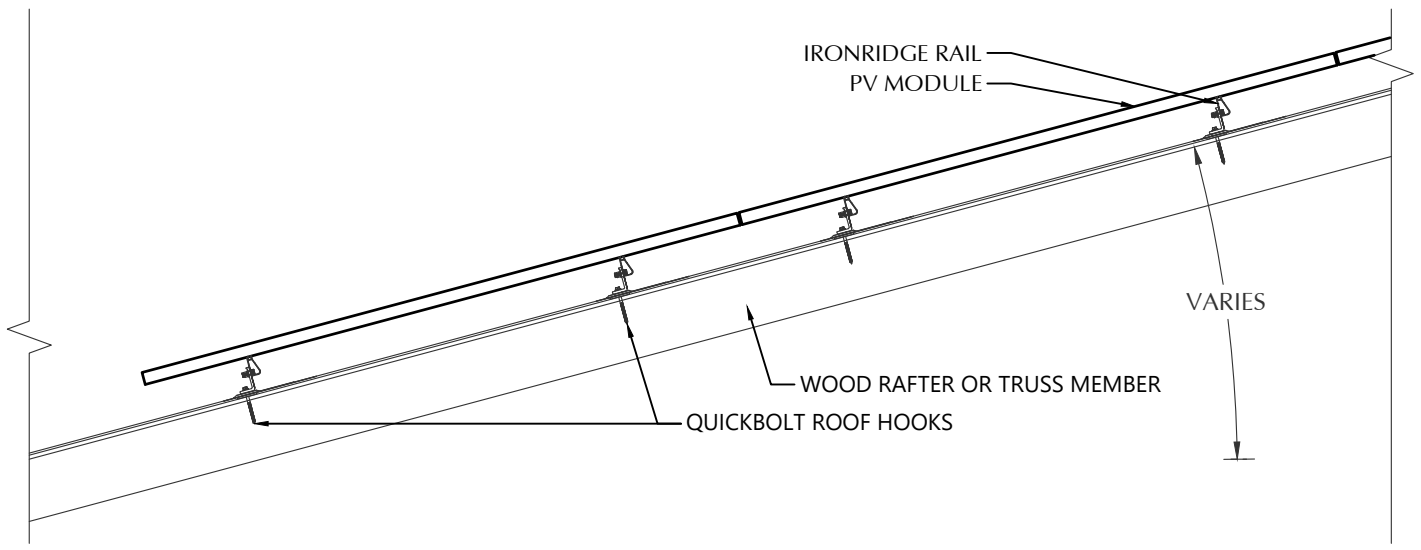 IRONRIDGE RAIL
PV MODULE
VARIES
WOOD RAFTER OR TRUSS MEMBER
QUICKBOLT ROOF HOOKS